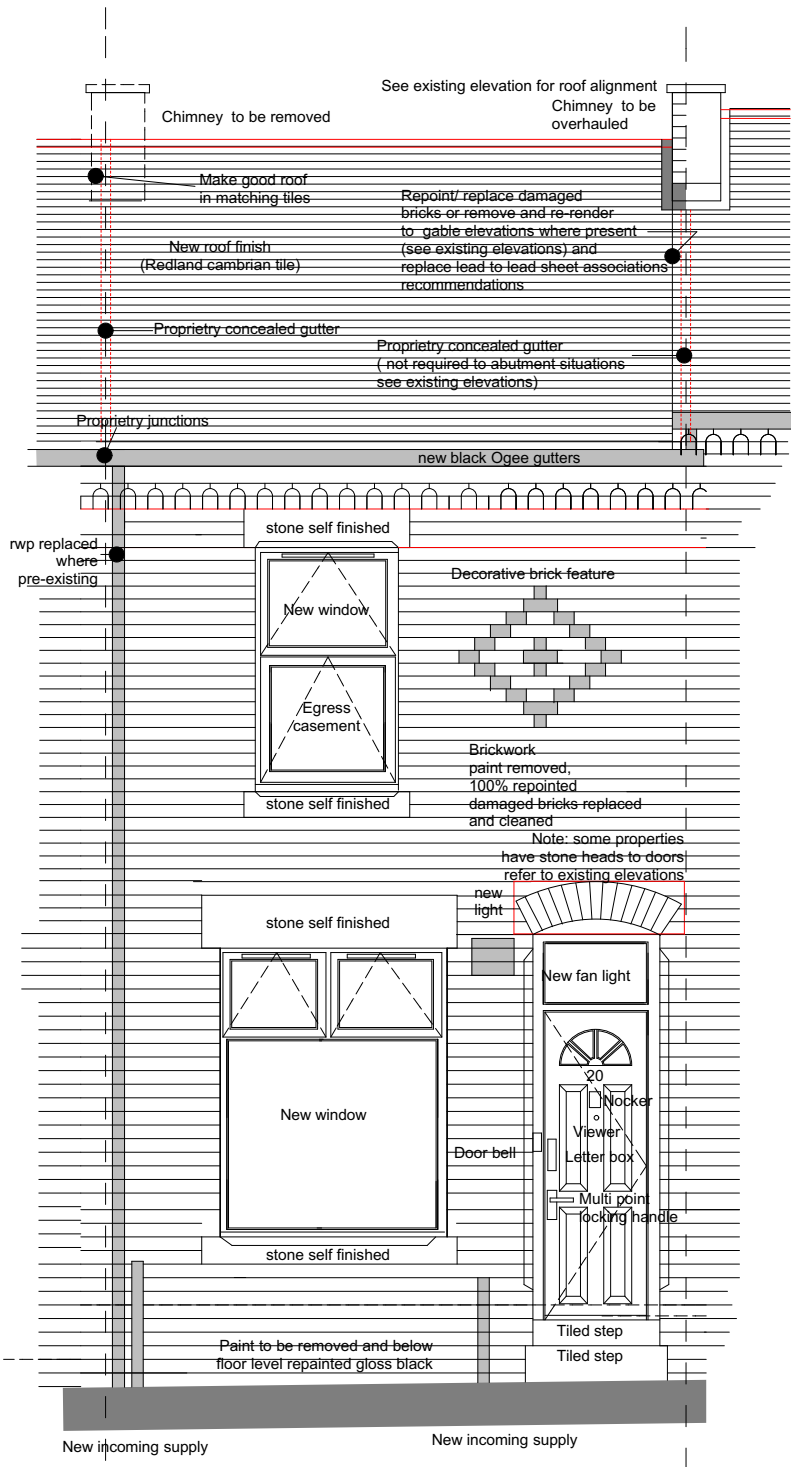 See existing elevation for roof alignment
Chimney to be removed
Chimney to be
overhauled
Make good roof
in matching tiles
Repoint/ replace damaged
bricks or remove and re-render
to gable elevations where present
(see existing elevations) and
replace lead to lead sheet associations
recommendations
New roof finish
(Redland cambrian tile)
Proprietry concealed gutter
Proprietry concealed gutter
( not required to abutment situations
see existing elevations)
Proprietry junctions
new black Ogee gutters
stone self finished
rwp replaced
where
pre-existing
Decorative brick feature
New window
Egress
casement
Brickwork
paint removed,
100% repointed
damaged bricks replaced
and cleaned
stone self finished
Note: some properties
have stone heads to doors
refer to existing elevations
new
light
stone self finished
New fan light
20
Nocker
New window
Viewer
Door bell
Letter box
Multi point
locking handle
stone self finished
Tiled step
Paint to be removed and below
floor level repainted gloss black
Tiled step
New incoming supply
New incoming supply